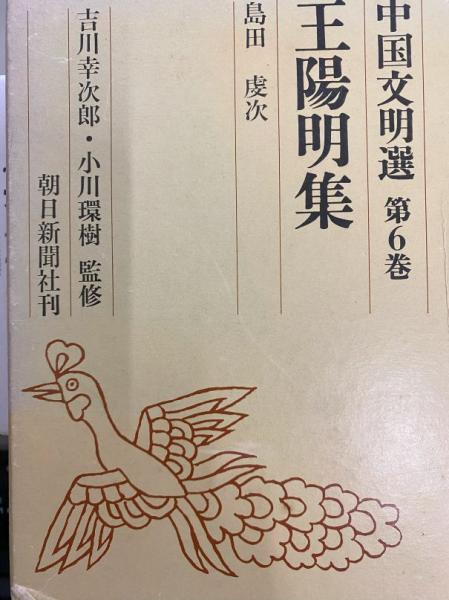 中国文明選 第6巻
王陽明集
島田 虔次
吉川幸次郎・小川環樹 監修
朝日新聞社刊